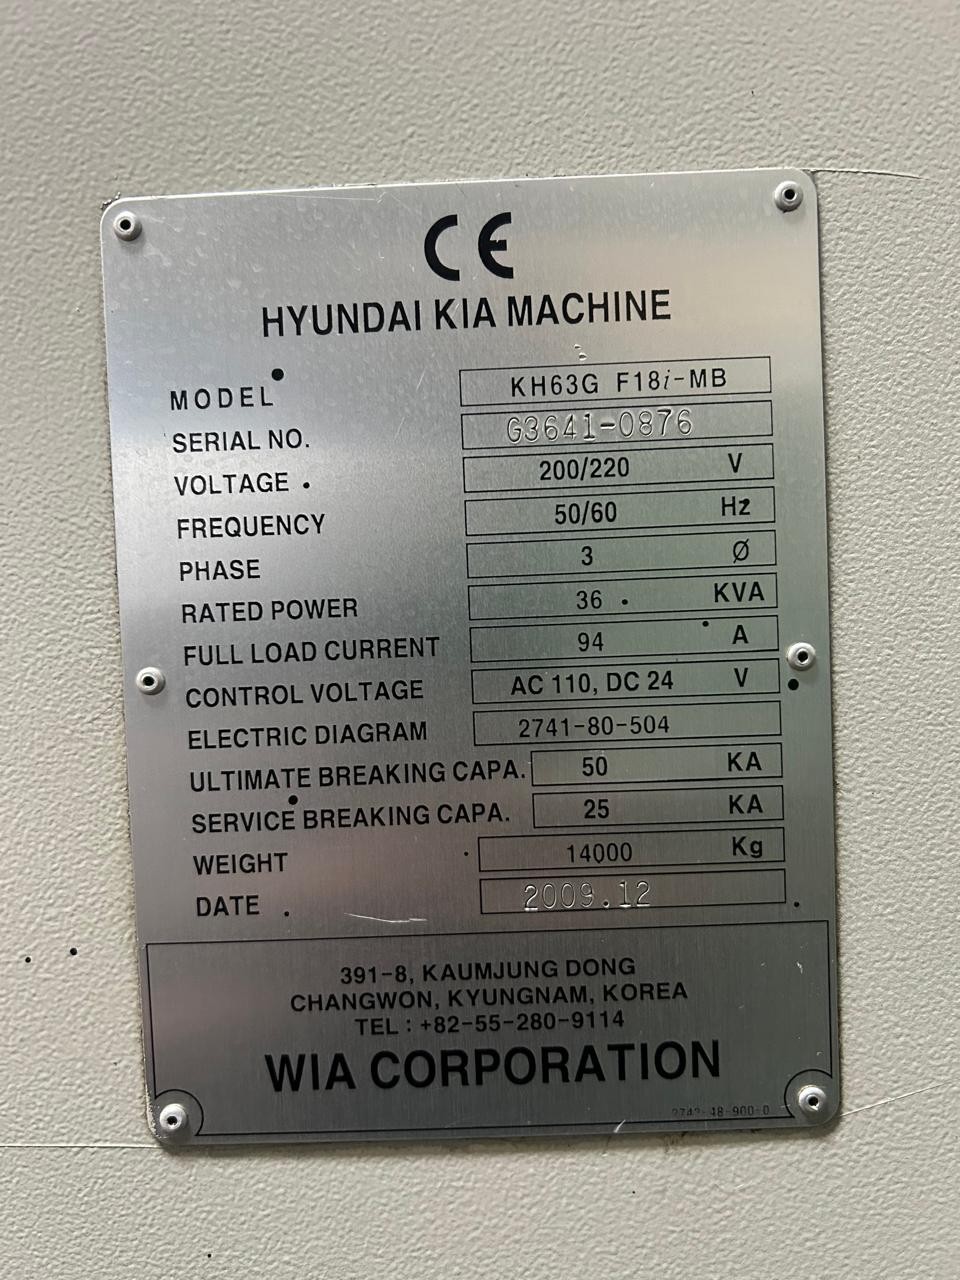 CE
HYUNDAI KIA MACHINE
MODEL KH63G F18i-MB
SERIAL NO. G3641-0876
VOLTAGE 200/220 V
FREQUENCY 50/60 Hz
PHASE 3 Ø
RATED POWER 36 KVA
FULL LOAD CURRENT 94 A
CONTROL VOLTAGE AC 110, DC 24 V
ELECTRIC DIAGRAM 2741-80-504
ULTIMATE BREAKING CAPA. 50 KA
SERVICE BREAKING CAPA. 25 KA
WEIGHT 14000 Kg
DATE 2009.12
391-8, KAUMJUNG DONG
CHANGWON, KYUNGNAM, KOREA
TEL : +82-55-280-9114
WIA CORPORATION